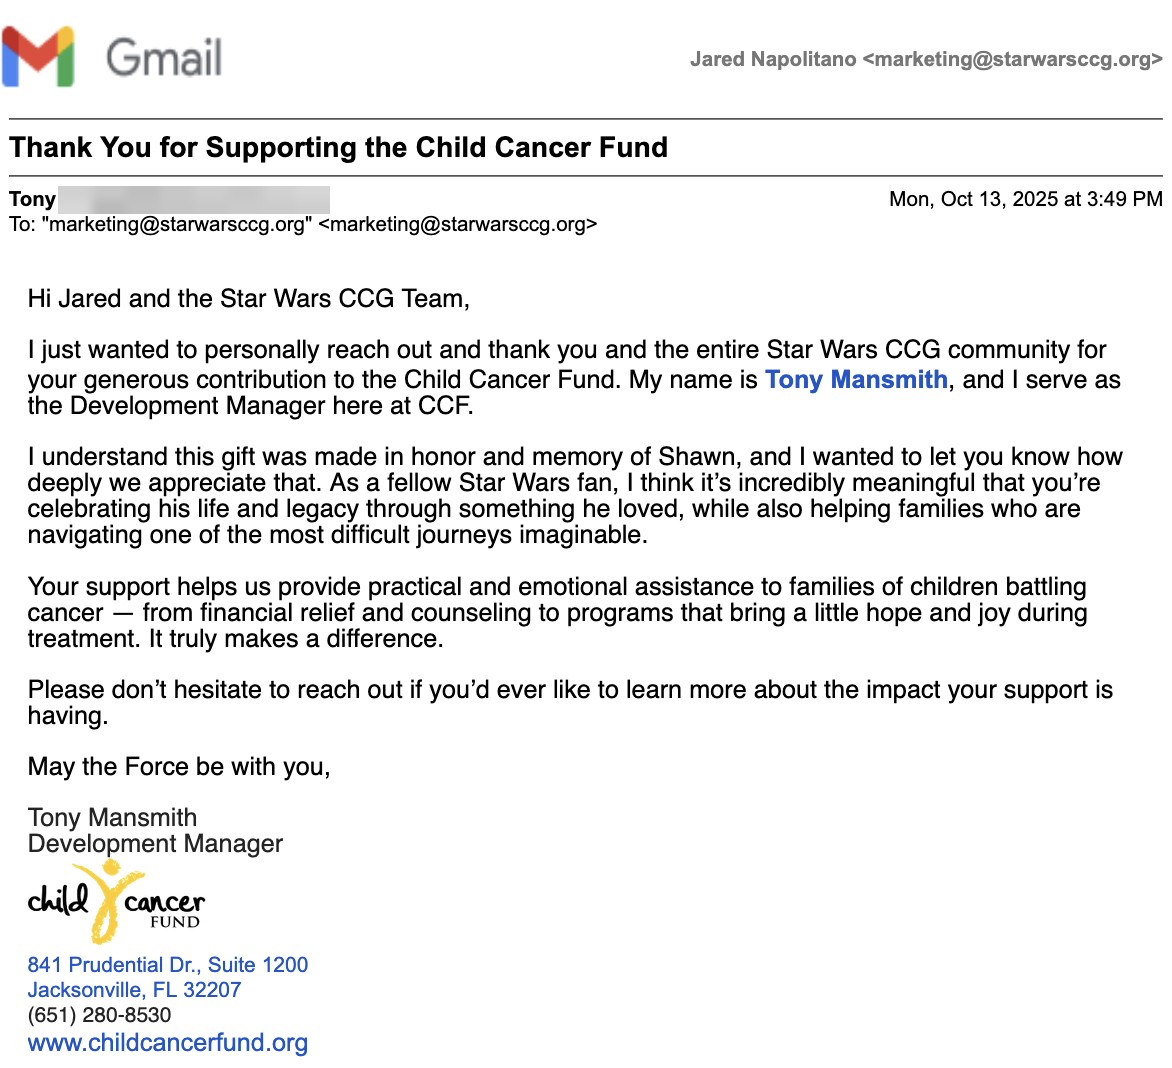 Gmail
Jared Napolitano <marketing@starwarsccg.org>
Thank You for Supporting the Child Cancer Fund
Tony
Mon, Oct 13, 2025 at 3:49 PM
To: "marketing@starwarsccg.org" <marketing@starwarsccg.org>
Hi Jared and the Star Wars CCG Team,
I just wanted to personally reach out and thank you and the entire Star Wars CCG community for
your generous contribution to the Child Cancer Fund. My name is Tony Mansmith, and I serve as
the Development Manager here at CCF.
I understand this gift was made in honor and memory of Shawn, and I wanted to let you know how
deeply we appreciate that. As a fellow Star Wars fan, I think it’s incredibly meaningful that you’re
celebrating his life and legacy through something he loved, while also helping families who are
navigating one of the most difficult journeys imaginable.
Your support helps us provide practical and emotional assistance to families of children battling
cancer — from financial relief and counseling to programs that bring a little hope and joy during
treatment. It truly makes a difference.
Please don’t hesitate to reach out if you’d ever like to learn more about the impact your support is
having.
May the Force be with you,
Tony Mansmith
Development Manager
child cancer
FUND
841 Prudential Dr., Suite 1200
Jacksonville, FL 32207
(651) 280-8530
www.childcancerfund.org